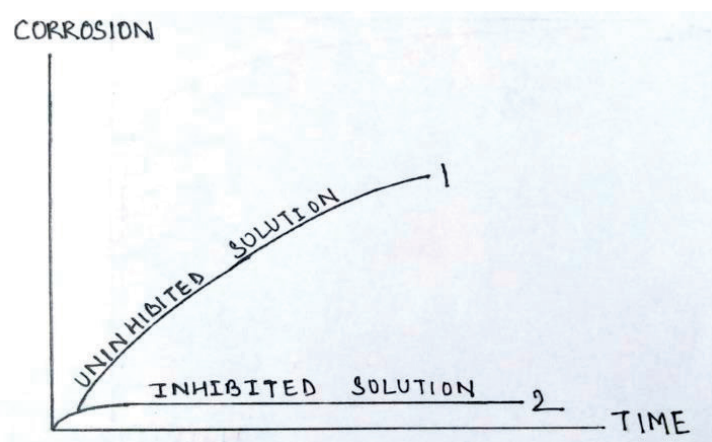 CORROSION
UNINHIBITED SOLUTION
1
INHIBITED SOLUTION
2
TIME